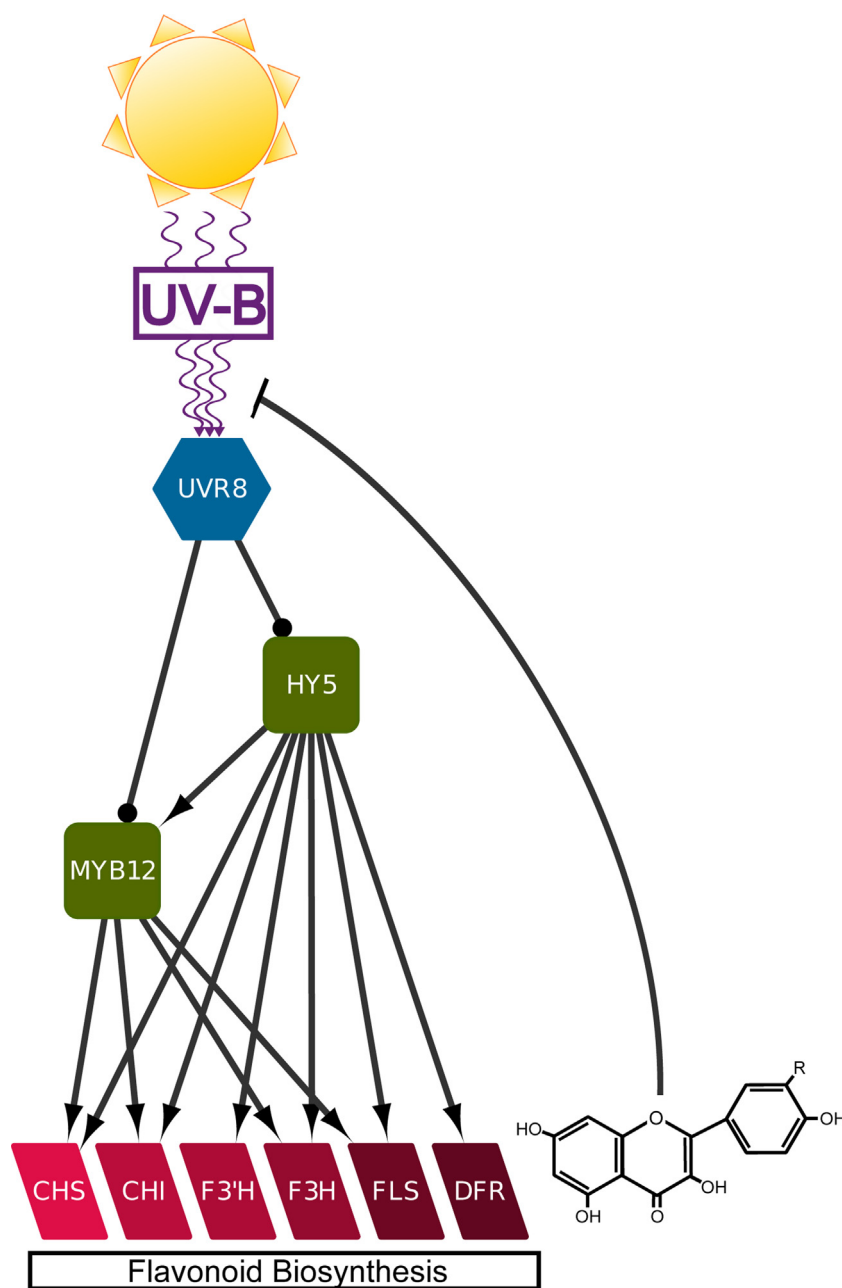 UV-B
UVR8
HY5
MYB12
CHS
CHI
F3'H
F3H
FLS
DFR
R
HO
O
OH
OH
OH
O
Flavonoid Biosynthesis